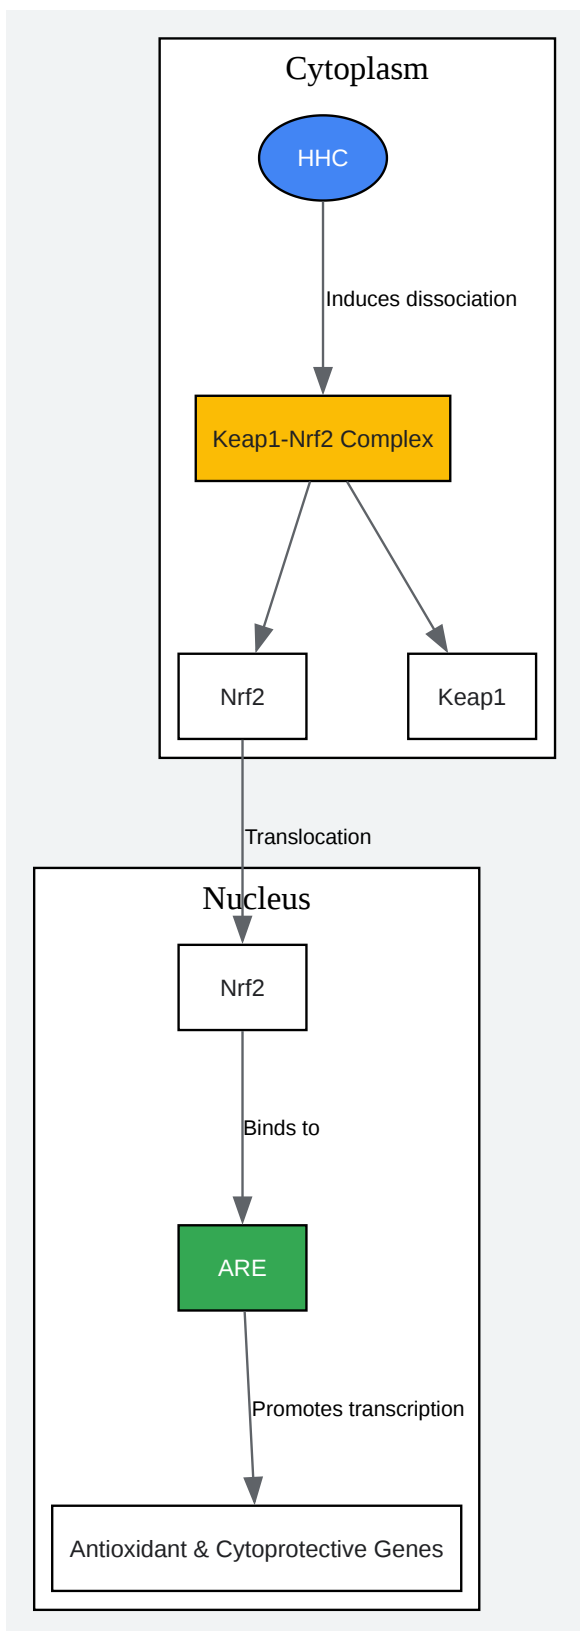 Cytoplasm
HHC
Induces dissociation
Keap1-Nrf2 Complex
Nrf2
Keap1
Translocation
Nucleus
Nrf2
Binds to
ARE
Promotes transcription
Antioxidant & Cytoprotective Genes